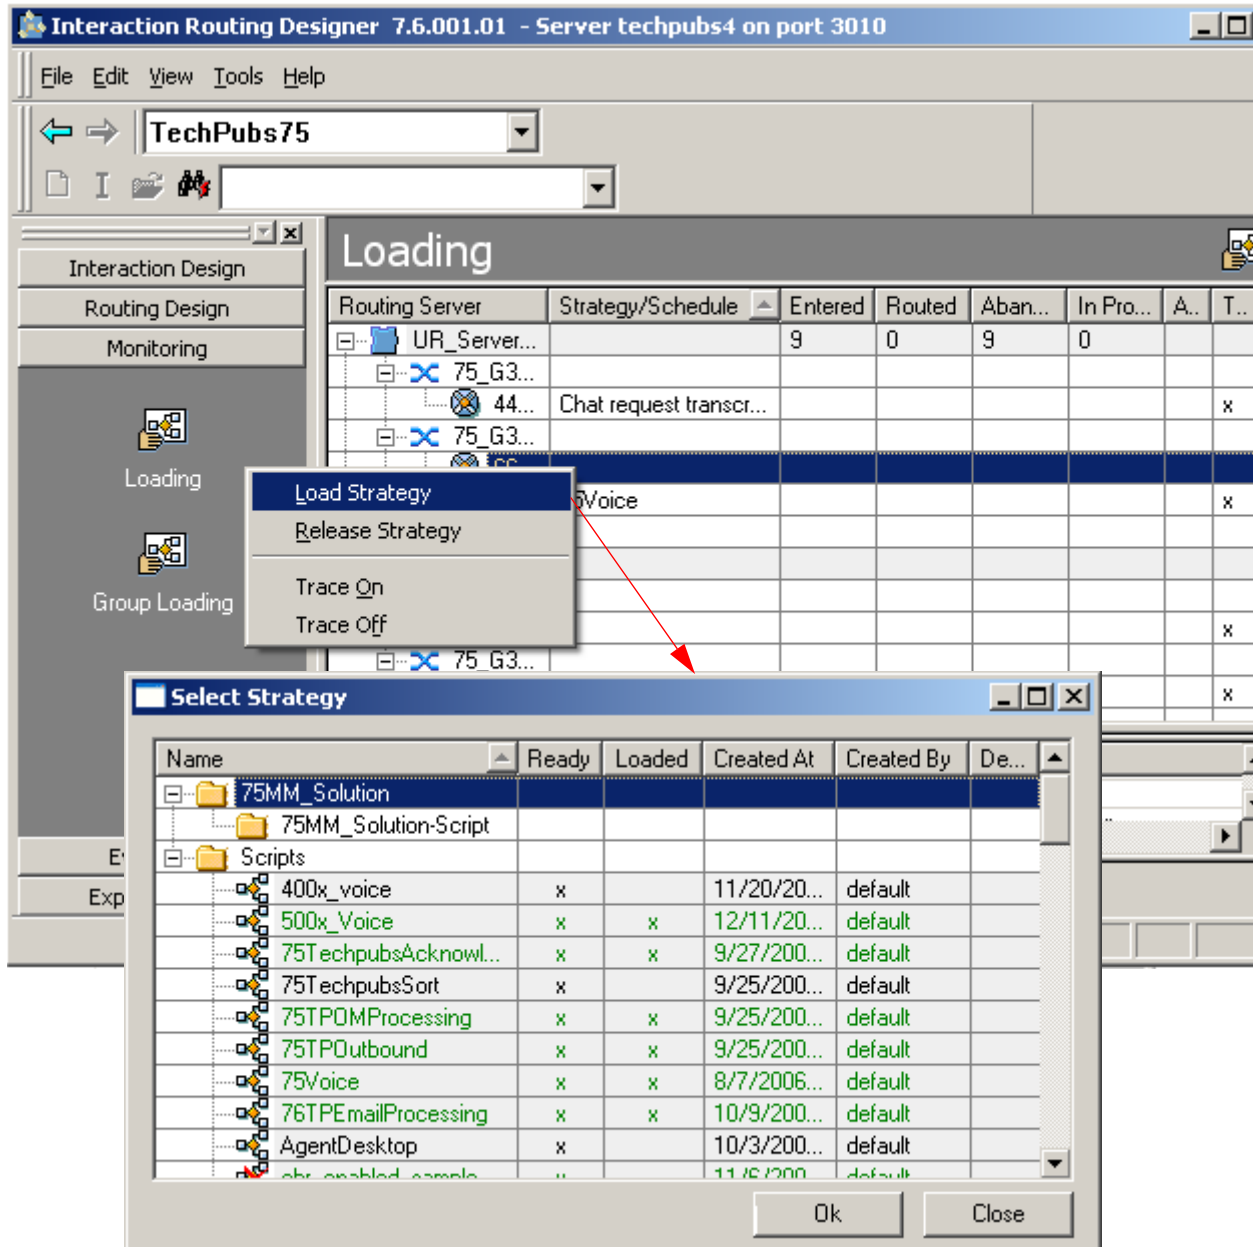 Interaction Routing Designer 7.6.001.01 - Server techpubs4 on port 3010
File Edit View Tools Help
TechPubs75
Interaction Design
Routing Design
Monitoring
Loading
Group Loading
Loading
Routing Server Strategy/Schedule Entered Routed Aban... In Pro... A.. T..
UR_Server... 9 0 9 0
75_G3...
44... Chat request transcr... x
75_G3...
Load Strategy
Release Strategy
Trace On
Trace Off
5Voice x
x
75_G3...
x
Select Strategy
Name Ready Loaded Created At Created By De...
75MM_Solution
75MM_Solution-Script
Scripts
400x_voice x 11/20/20... default
500x_Voice x x 12/11/20... default
75TechpubsAcknowl... x x 9/27/200... default
75TechpubsSort x 9/25/200... default
75TPOMProcessing x x 9/25/200... default
75TPOutbound x x 9/25/200... default
75Voice x x 8/7/2006... default
76TPEmailProcessing x x 10/9/200... default
AgentDesktop x 10/3/200... default
Ok Close
Exp